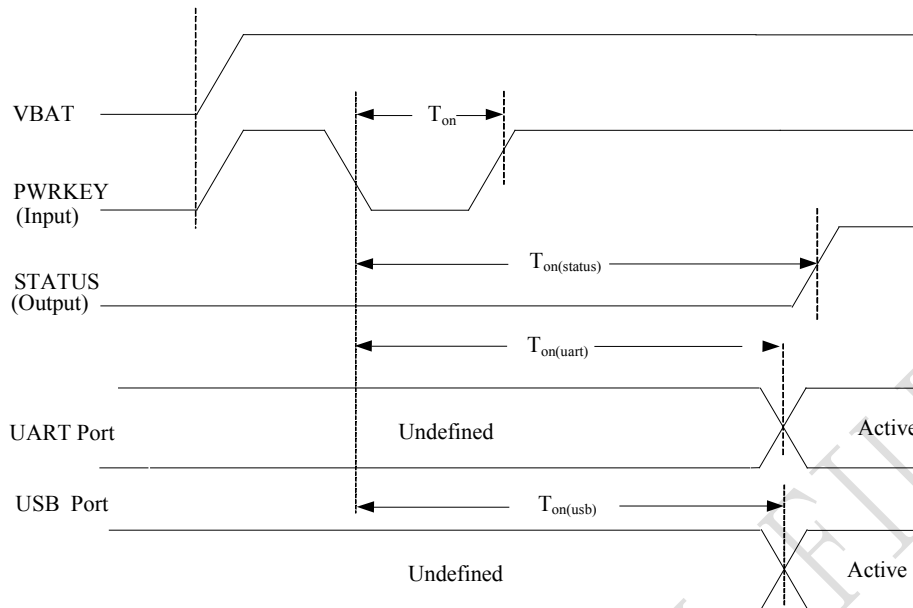 VBAT
T_on
PWRKEY
(Input)
T_on(status)
STATUS
(Output)
T_on(uart)
UART Port
Undefined
Active
USB Port
T_on(usb)
Undefined
Active